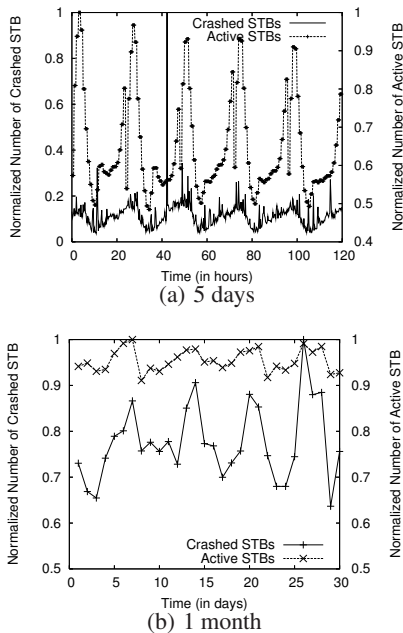 Normalized Number of Crashed STB
Normalized Number of Active STB
1
0.8
0.6
0.4
0.2
0
1
0.9
0.8
0.7
0.6
0.5
0.4
Crashed STBs
Active STBs
0 20 40 60 80 100 120
Time (in hours)
(a) 5 days
Normalized Number of Crashed STB
Normalized Number of Active STB
1
0.9
0.8
0.7
0.6
0.5
1
0.9
0.8
0.7
0.6
0.5
Crashed STBs
Active STBs
0 5 10 15 20 25 30
Time (in days)
(b) 1 month